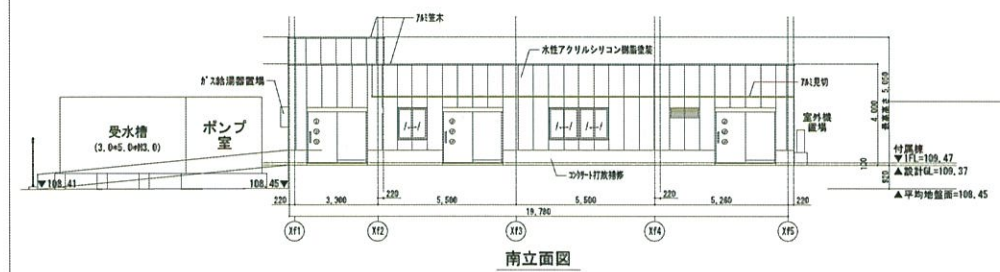 アルミ笠木
水性アクリルシリコン樹脂塗装
ガス給湯器置場
アルミ見切
受水槽
(3.0*5.0*H3.0)
ポンプ室
室外機置場
4,000
最高高さ 5,000
付属棟
▼1FL=109.47
▲設計GL=109.37
▲平均地盤面=108.45
100
920
▼108.41
108.45▼
コンクリート打放補修
220
3,300
220
5,500
5,500
220
5,260
220
19,780
Xf1
Xf2
Xf3
Xf4
Xf5
南立面図